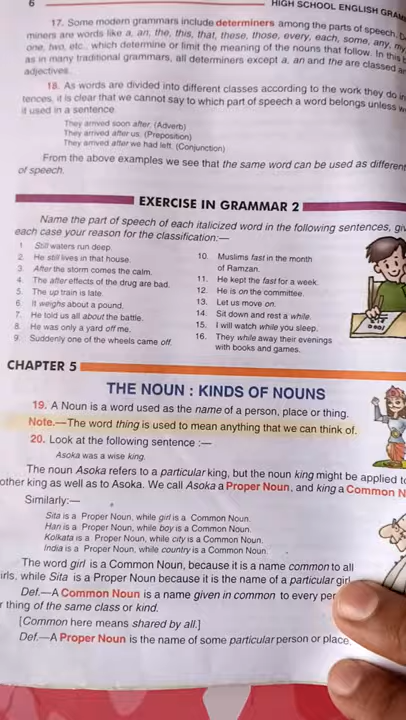 6
HIGH SCHOOL ENGLISH GRAM
17. Some modern grammars include determiners among the parts of speech.
miners are words like a, an, the, this, that, these, those, every, each, some, any, my
one, two, etc., which determine or limit the meaning of the nouns that follow. In this
as in many traditional grammars, all determiners except a, an and the are classed
adjectives.
18. As words are divided into different classes according to the work they do in
tences, it is clear that we cannot say to which part of speech a word belongs unless
it used in a sentence.
They arrived soon after. (Adverb)
They arrived after us. (Preposition)
They arrived after we had left. (Conjunction)
From the above examples we see that the same word can be used as different
of speech.
EXERCISE IN GRAMMAR 2
Name the part of speech of each italicized word in the following sentences, giv
each case your reason for the classification:—
1 Still waters run deep.
2. He still lives in that house.
3. After the storm comes the calm.
4. The after effects of the drug are bad.
5. The up train is late.
6. It weighs about a pound.
7. He told us all about the battle.
8. He was only a yard off me.
9. Suddenly one of the wheels came off.
10. Muslims fast in the month
of Ramzan.
11. He kept the fast for a week.
12. He is on the committee.
13. Let us move on.
14. Sit down and rest a while.
15. I will watch while you sleep.
16. They while away their evenings
with books and games.
CHAPTER 5
THE NOUN : KINDS OF NOUNS
19. A Noun is a word used as the name of a person, place or thing.
Note.—The word thing is used to mean anything that we can think of.
20. Look at the following sentence :—
Asoka was a wise king.
The noun Asoka refers to a particular king, but the noun king might be applied to
other king as well as to Asoka. We call Asoka a Proper Noun, and king a Common N
Similarly:—
Sita is a Proper Noun, while girl is a Common Noun.
Hari is a Proper Noun, while boy is a Common Noun.
Kolkata is a Proper Noun, while city is a Common Noun.
India is a Proper Noun, while country is a Common Noun.
The word girl is a Common Noun, because it is a name common to all
irls, while Sita is a Proper Noun because it is the name of a particular girl
Def.—A Common Noun is a name given in common to every per
r thing of the same class or kind.
[Common here means shared by all.]
Def.—A Proper Noun is the name of some particular person or place